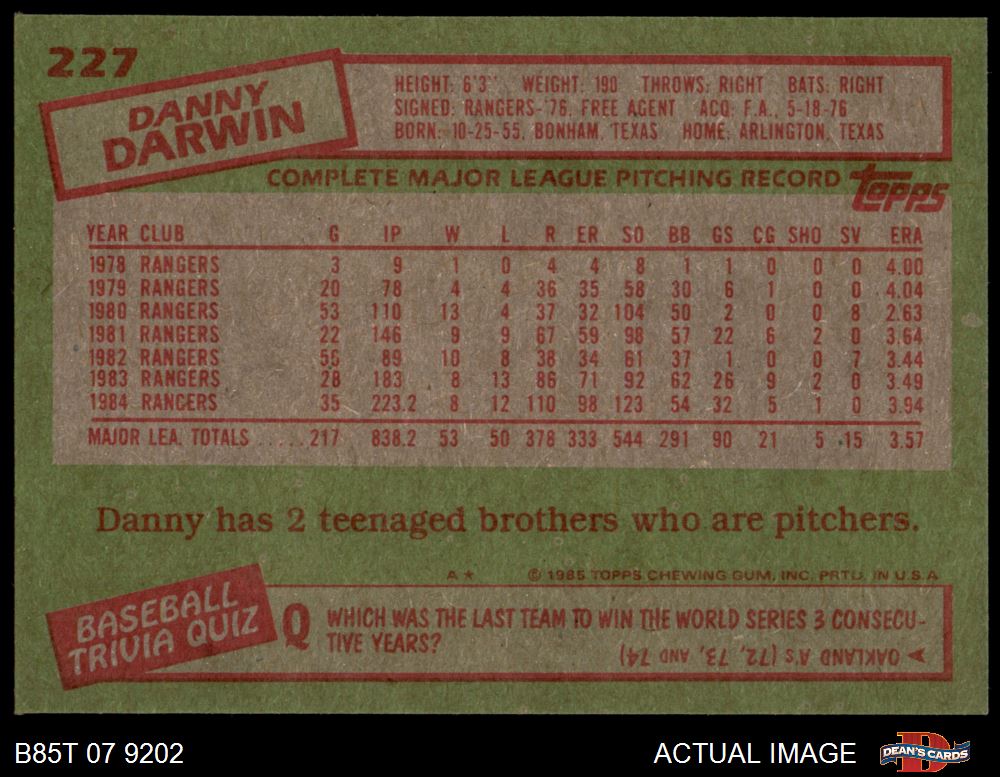 227
DANNY
DARWIN
HEIGHT: 6'3" WEIGHT: 190 THROWS: RIGHT BATS: RIGHT
SIGNED: RANGERS-'76, FREE AGENT ACQ: F.A., 5-18-76
BORN: 10-25-55, BONHAM, TEXAS HOME: ARLINGTON, TEXAS
COMPLETE MAJOR LEAGUE PITCHING RECORD topps
YEAR CLUB G IP W L R ER SO BB GS CG SHO SV ERA
1978 RANGERS 3 9 1 0 4 4 8 1 1 0 0 0 4.00
1979 RANGERS 20 78 4 4 36 35 58 30 6 1 0 0 4.04
1980 RANGERS 53 110 13 4 37 32 104 50 2 0 0 8 2.63
1981 RANGERS 22 146 9 9 67 59 98 57 22 6 2 0 3.64
1982 RANGERS 56 89 10 8 38 34 61 37 1 0 0 7 3.44
1983 RANGERS 28 183 8 13 86 71 92 62 26 9 2 0 3.49
1984 RANGERS 35 223.2 8 12 110 98 123 54 32 5 1 0 3.94
MAJOR LEA. TOTALS .....217 838.2 53 50 378 333 544 291 90 21 5 15 3.57
Danny has 2 teenaged brothers who are pitchers.
A★ © 1985 TOPPS CHEWING GUM, INC. PRTD. IN U.S.A.
BASEBALL
TRIVIA QUIZ
Q WHICH WAS THE LAST TEAM TO WIN THE WORLD SERIES 3 CONSECU-
TIVE YEARS?
➤ OAKLAND A's (72, '73, AND 74)
B85T 07 9202
ACTUAL IMAGE
D
DEAN'S CARDS